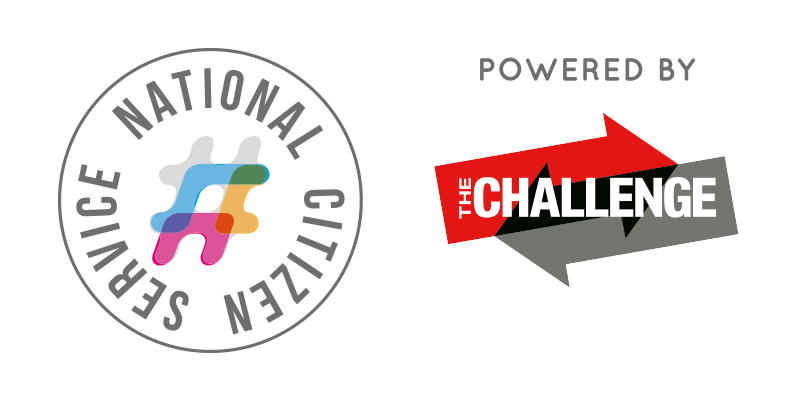 NATIONAL CITIZEN SERVICE
POWERED BY
THE CHALLENGE